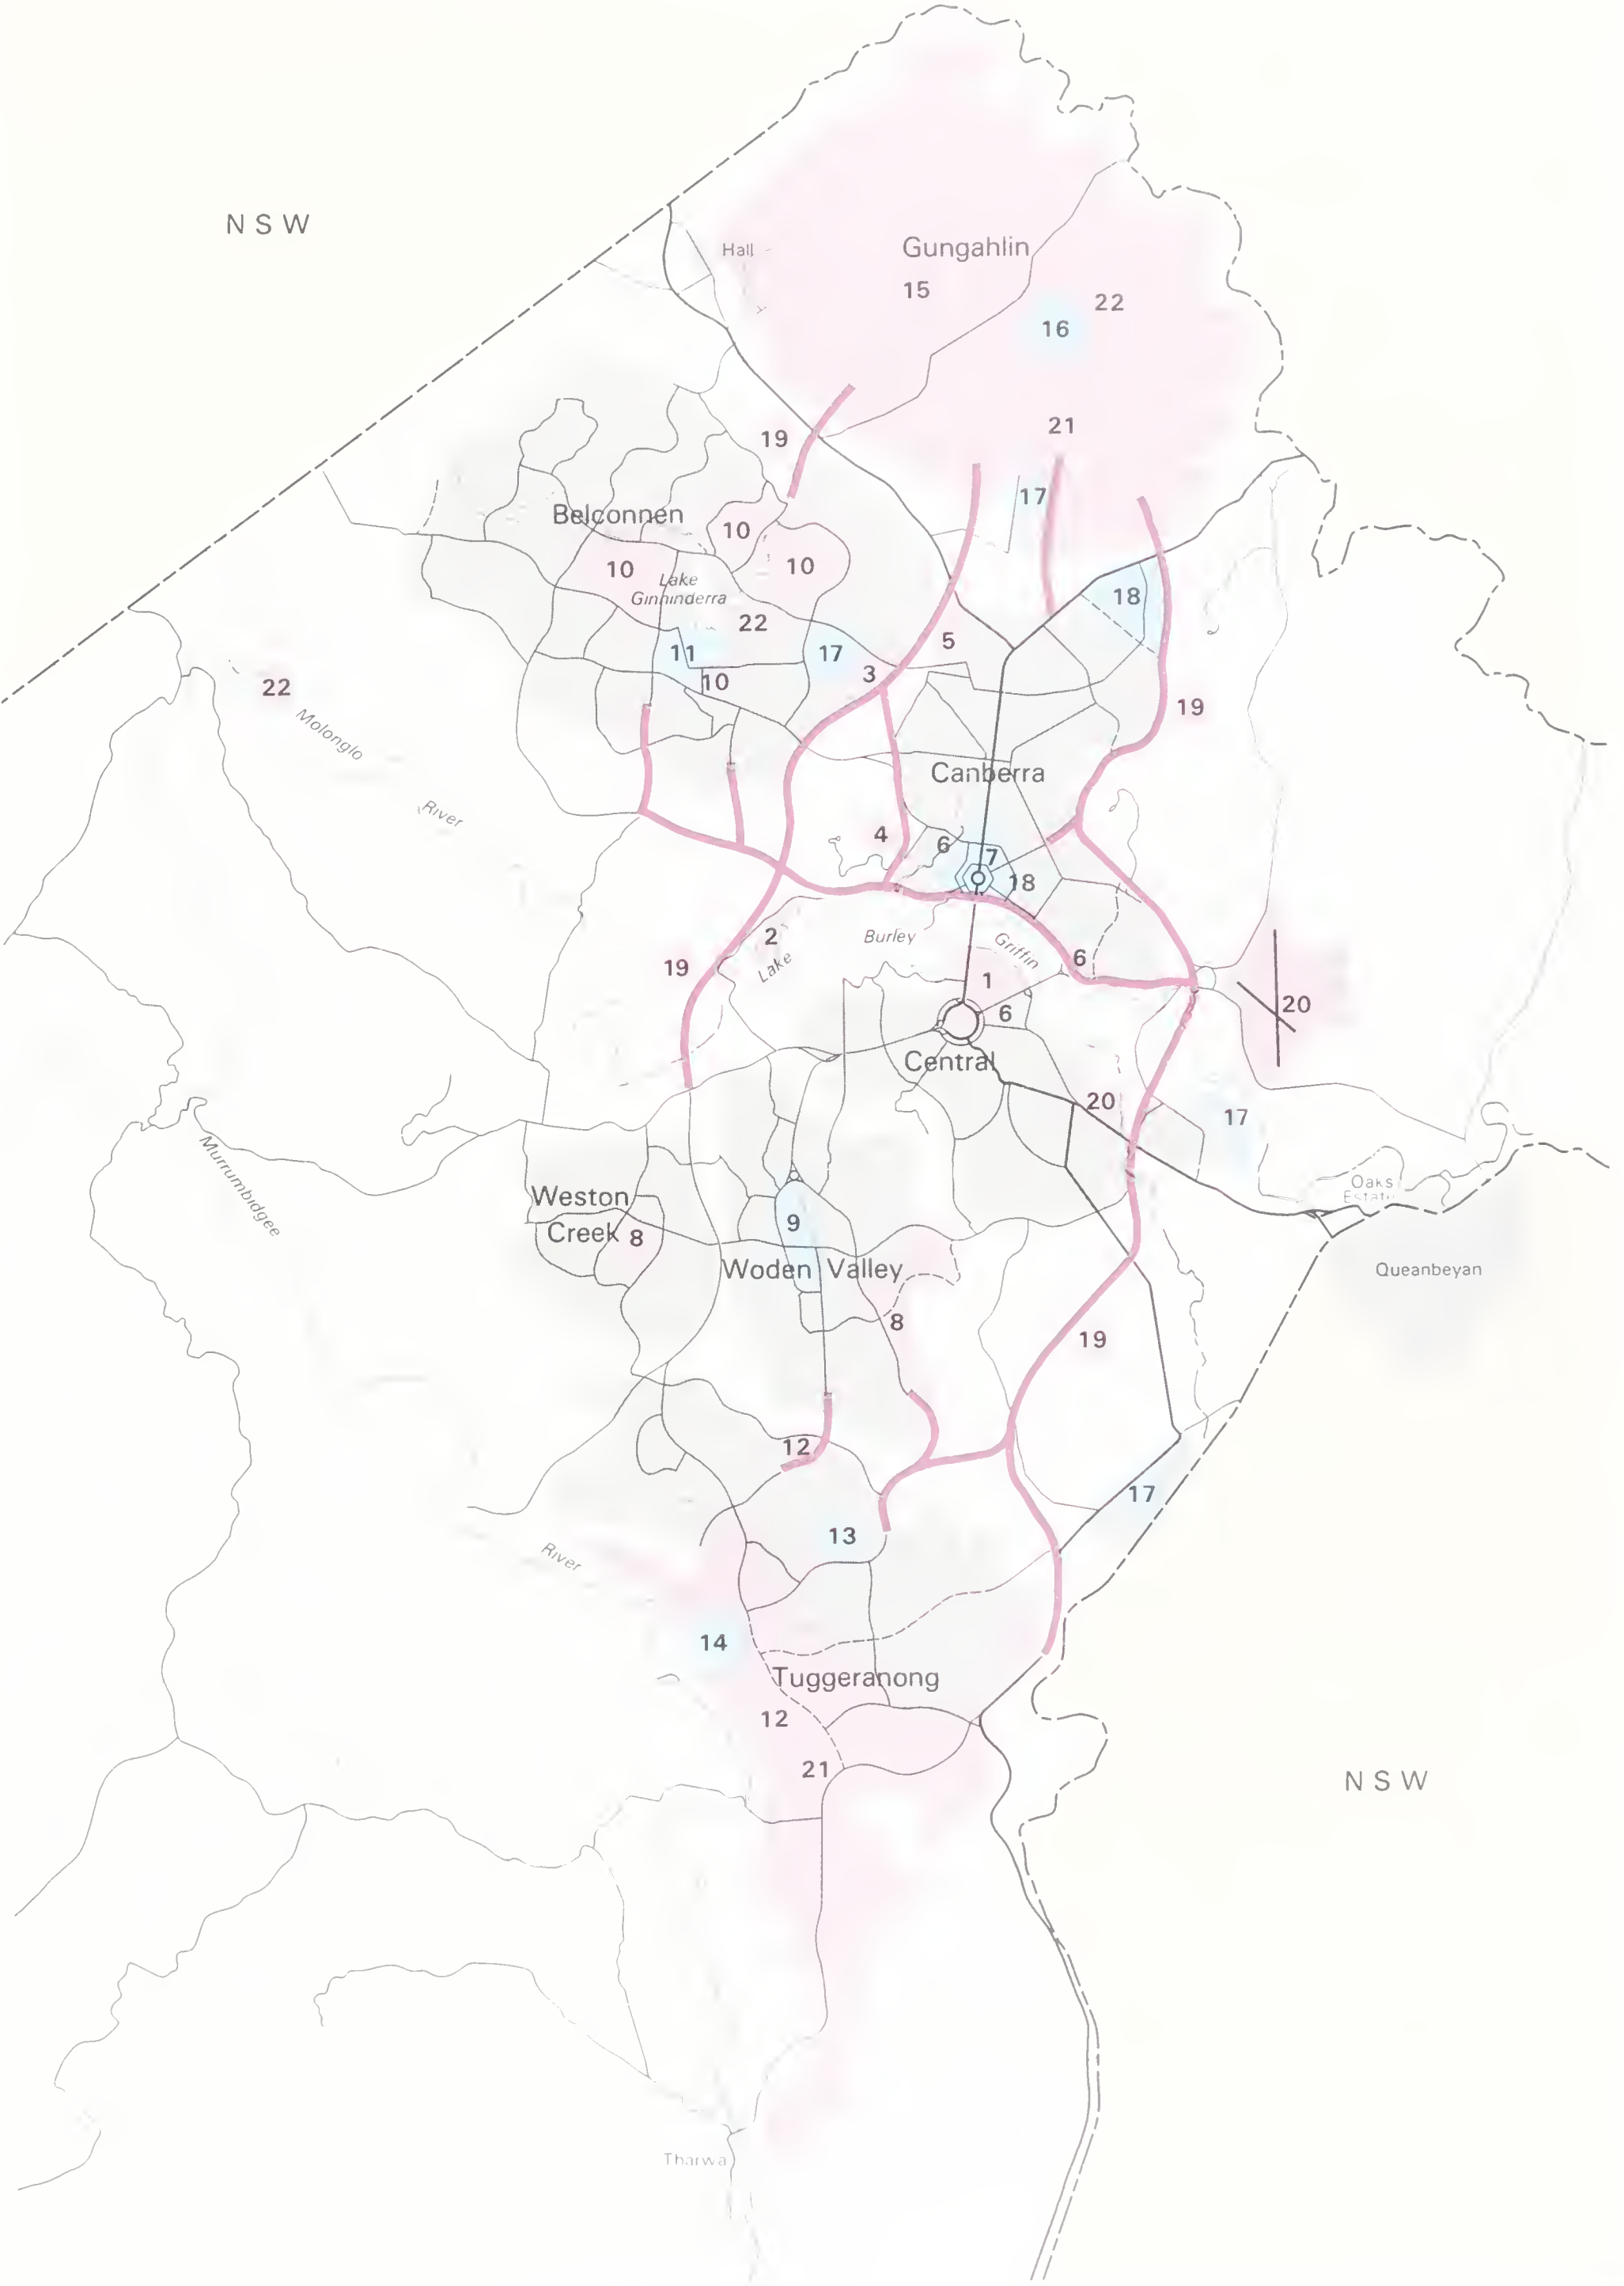 NSW
Hall
Gungahlin
15
22
16
19
21
17
Belconnen
10
10
10
Lake
Ginninderra
18
22
5
11
17
3
10
22
19
Molonglo
Canberra
River
4
6
7
18
2
Burley
Griffin
Lake
6
19
1
20
6
Central
20
17
Murrumbidgee
Oaks
Estate
Weston
Creek
8
9
Woden Valley
Queanbeyan
8
19
12
17
13
River
14
Tuggeranong
12
21
NSW
Tharwa